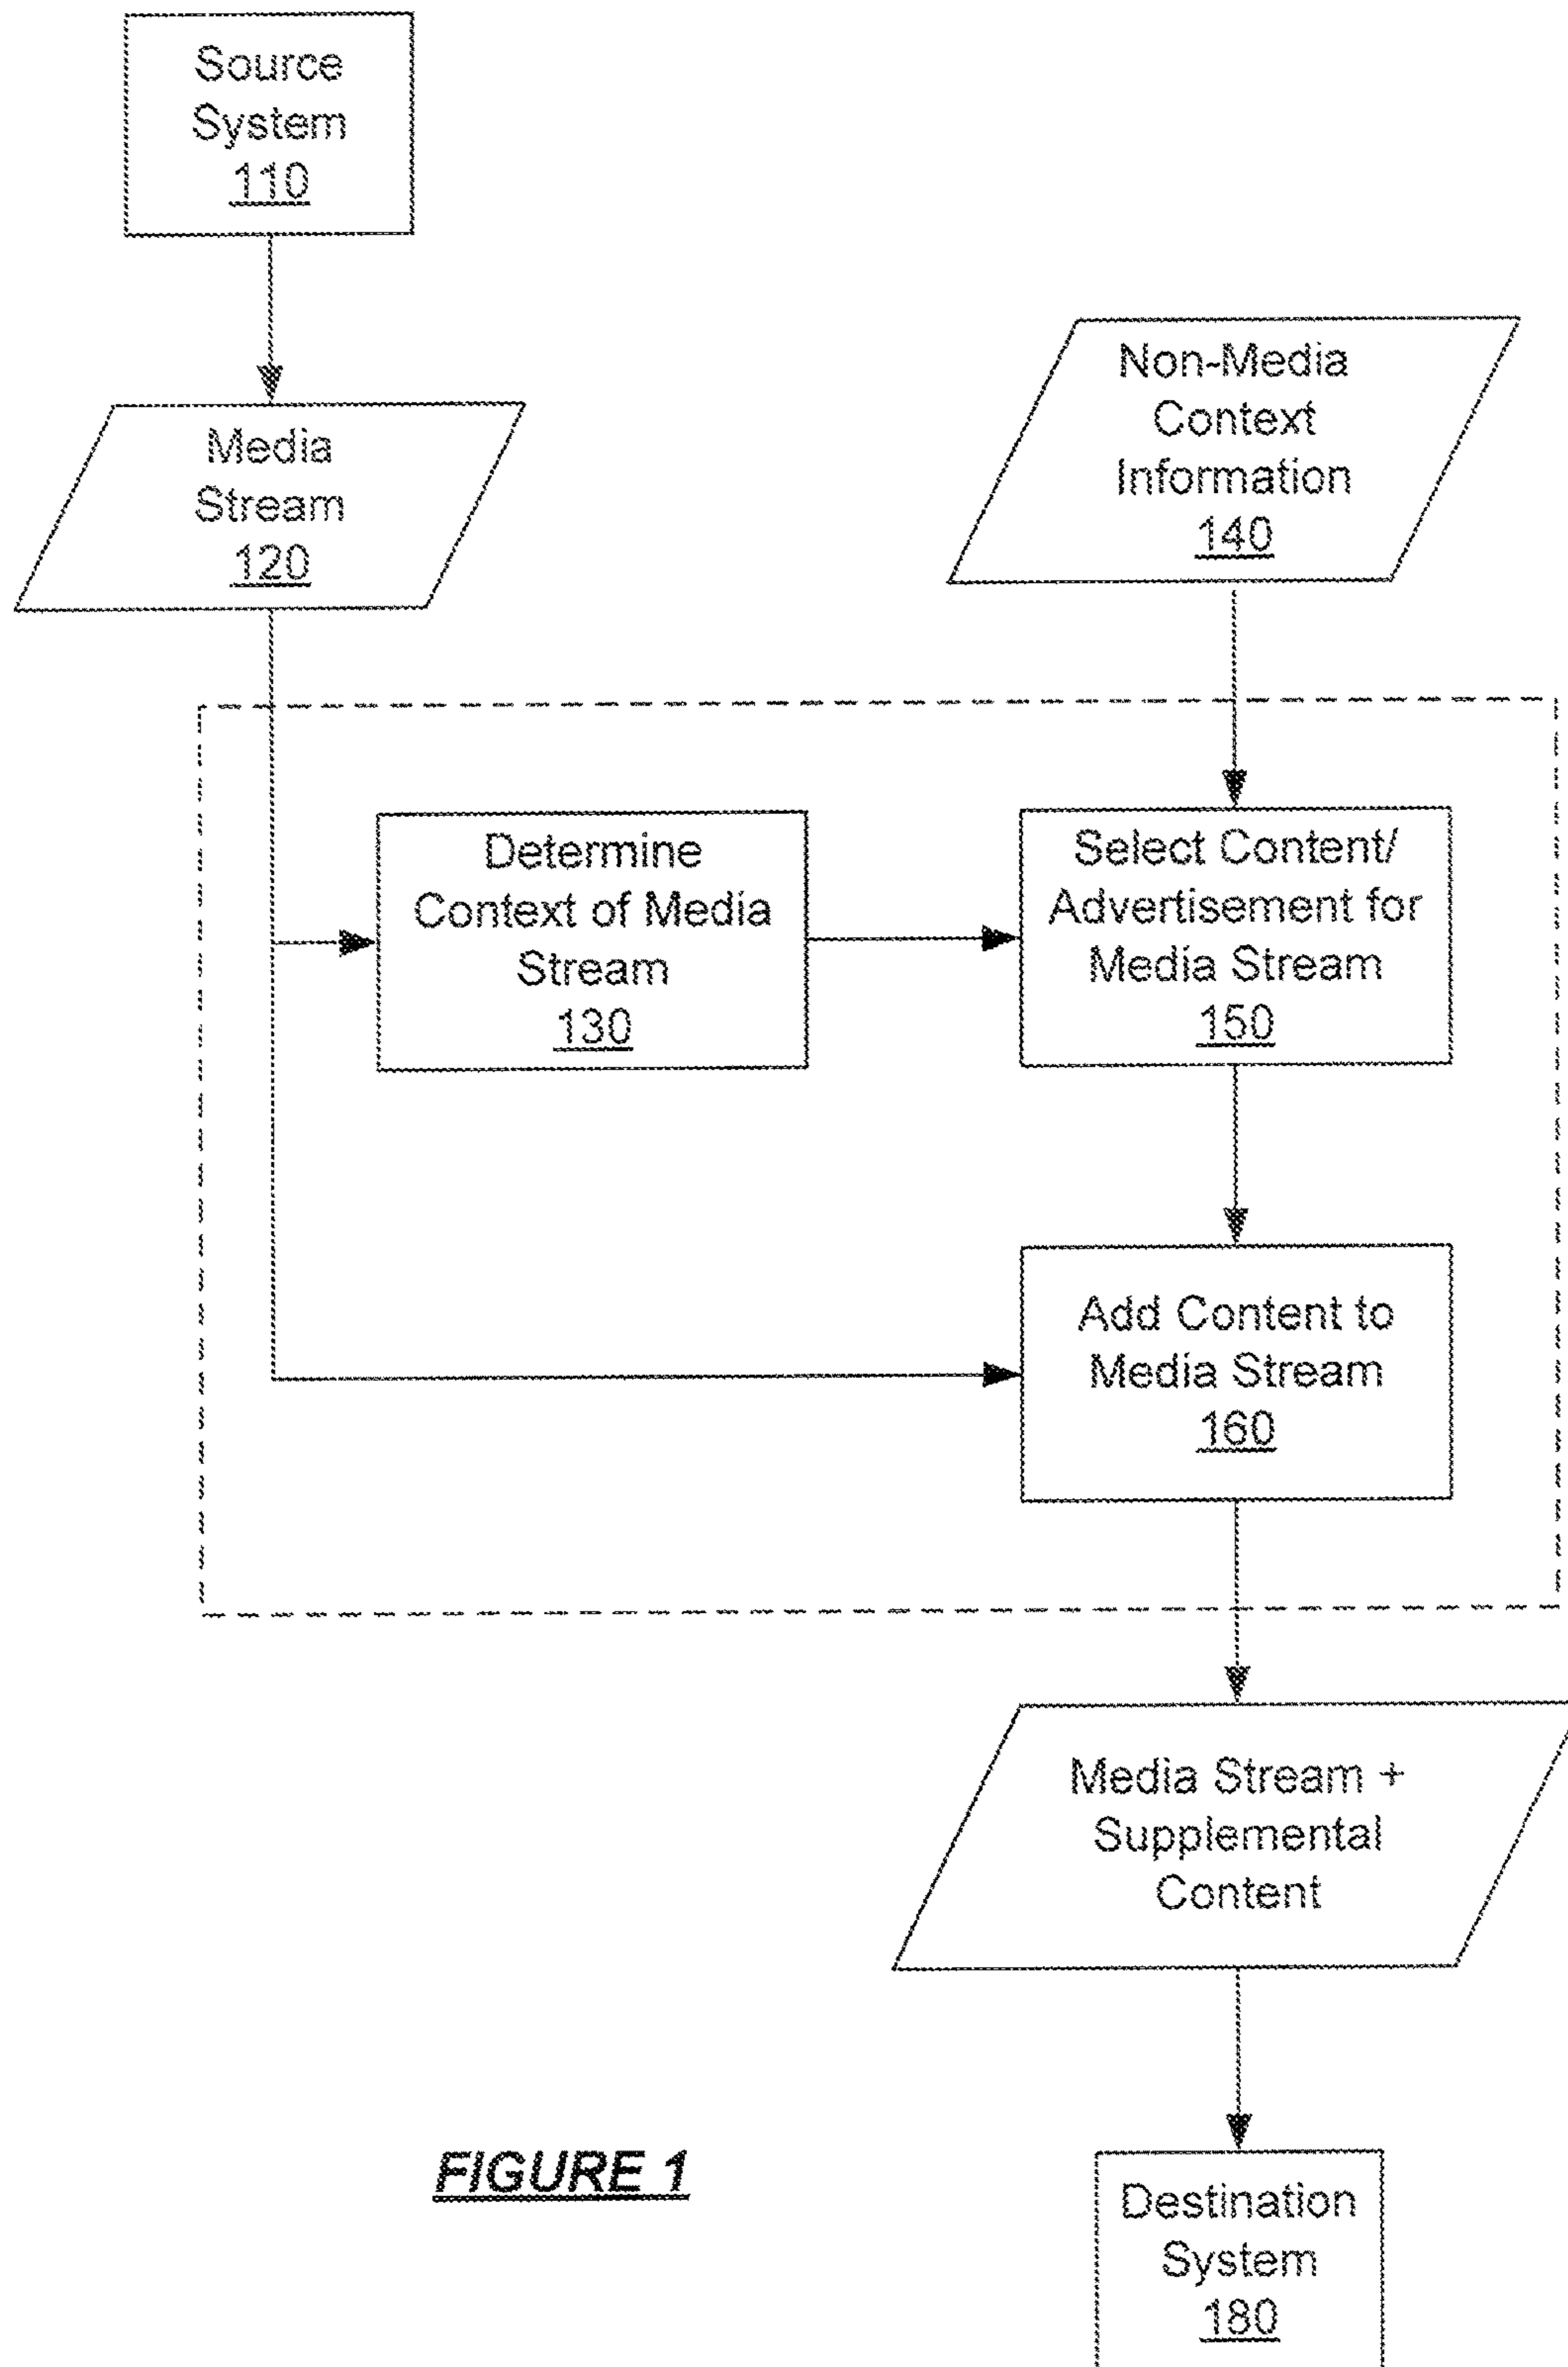 Source
System
110
Media
Stream
120
Non-Media
Context
Information
140
Determine
Context of Media
Stream
130
Select Content/
Advertisement for
Media Stream
150
Add Content to
Media Stream
160
Media Stream +
Supplemental
Content
FIGURE 1
Destination
System
180